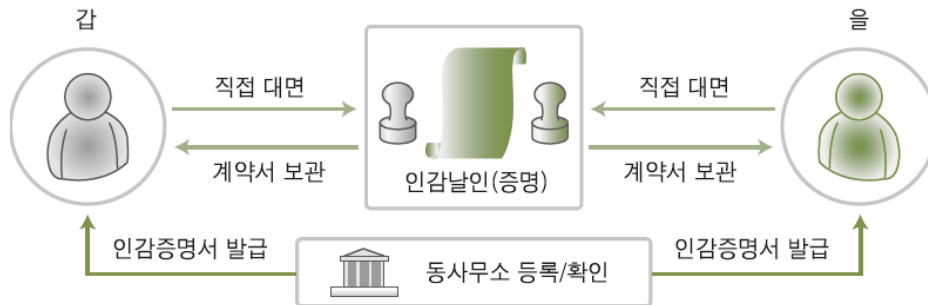 갑
을
직접 대면
직접 대면
계약서 보관
계약서 보관
인감날인(증명)
인감증명서 발급
인감증명서 발급
동사무소 등록/확인